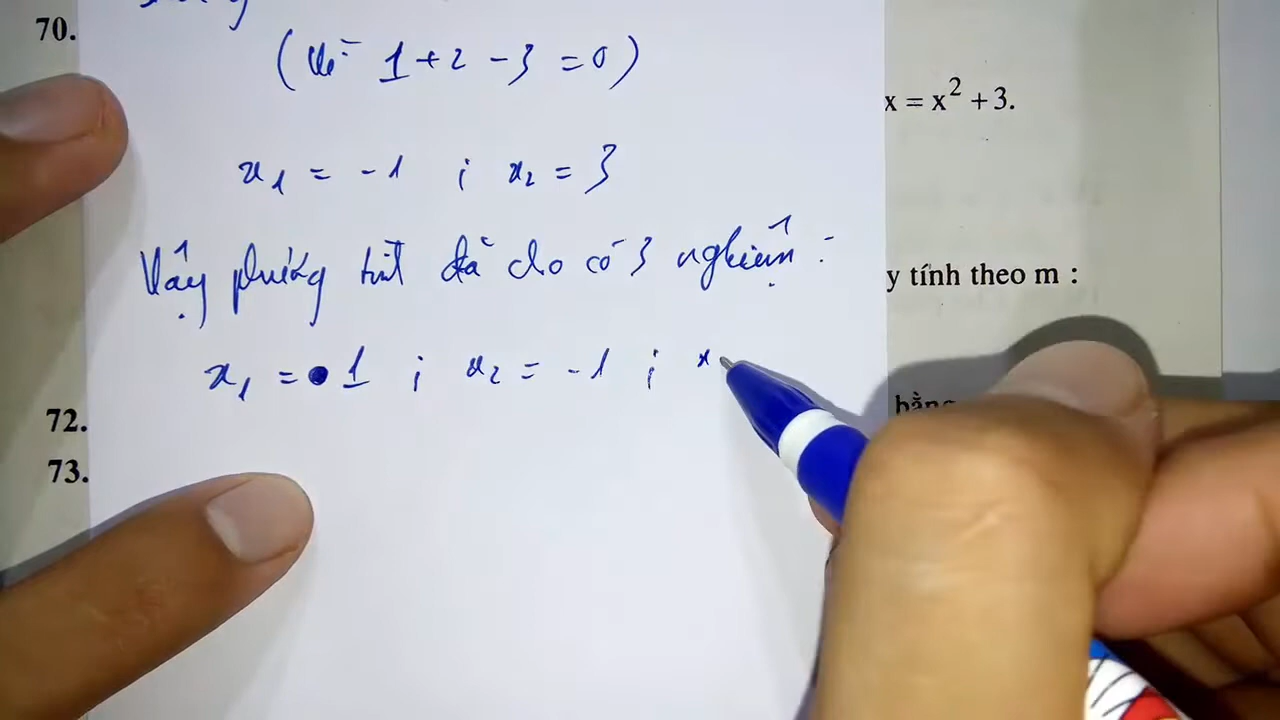 70.
(Vì 1 + 2 - 3 = 0)
x = x² + 3.
x₁ = -1 ; x₂ = 3
Vậy phương trình đã cho có 3 nghiệm :
y tính theo m :
x₁ = 1 ; x₂ = -1 ; x
72.
73.